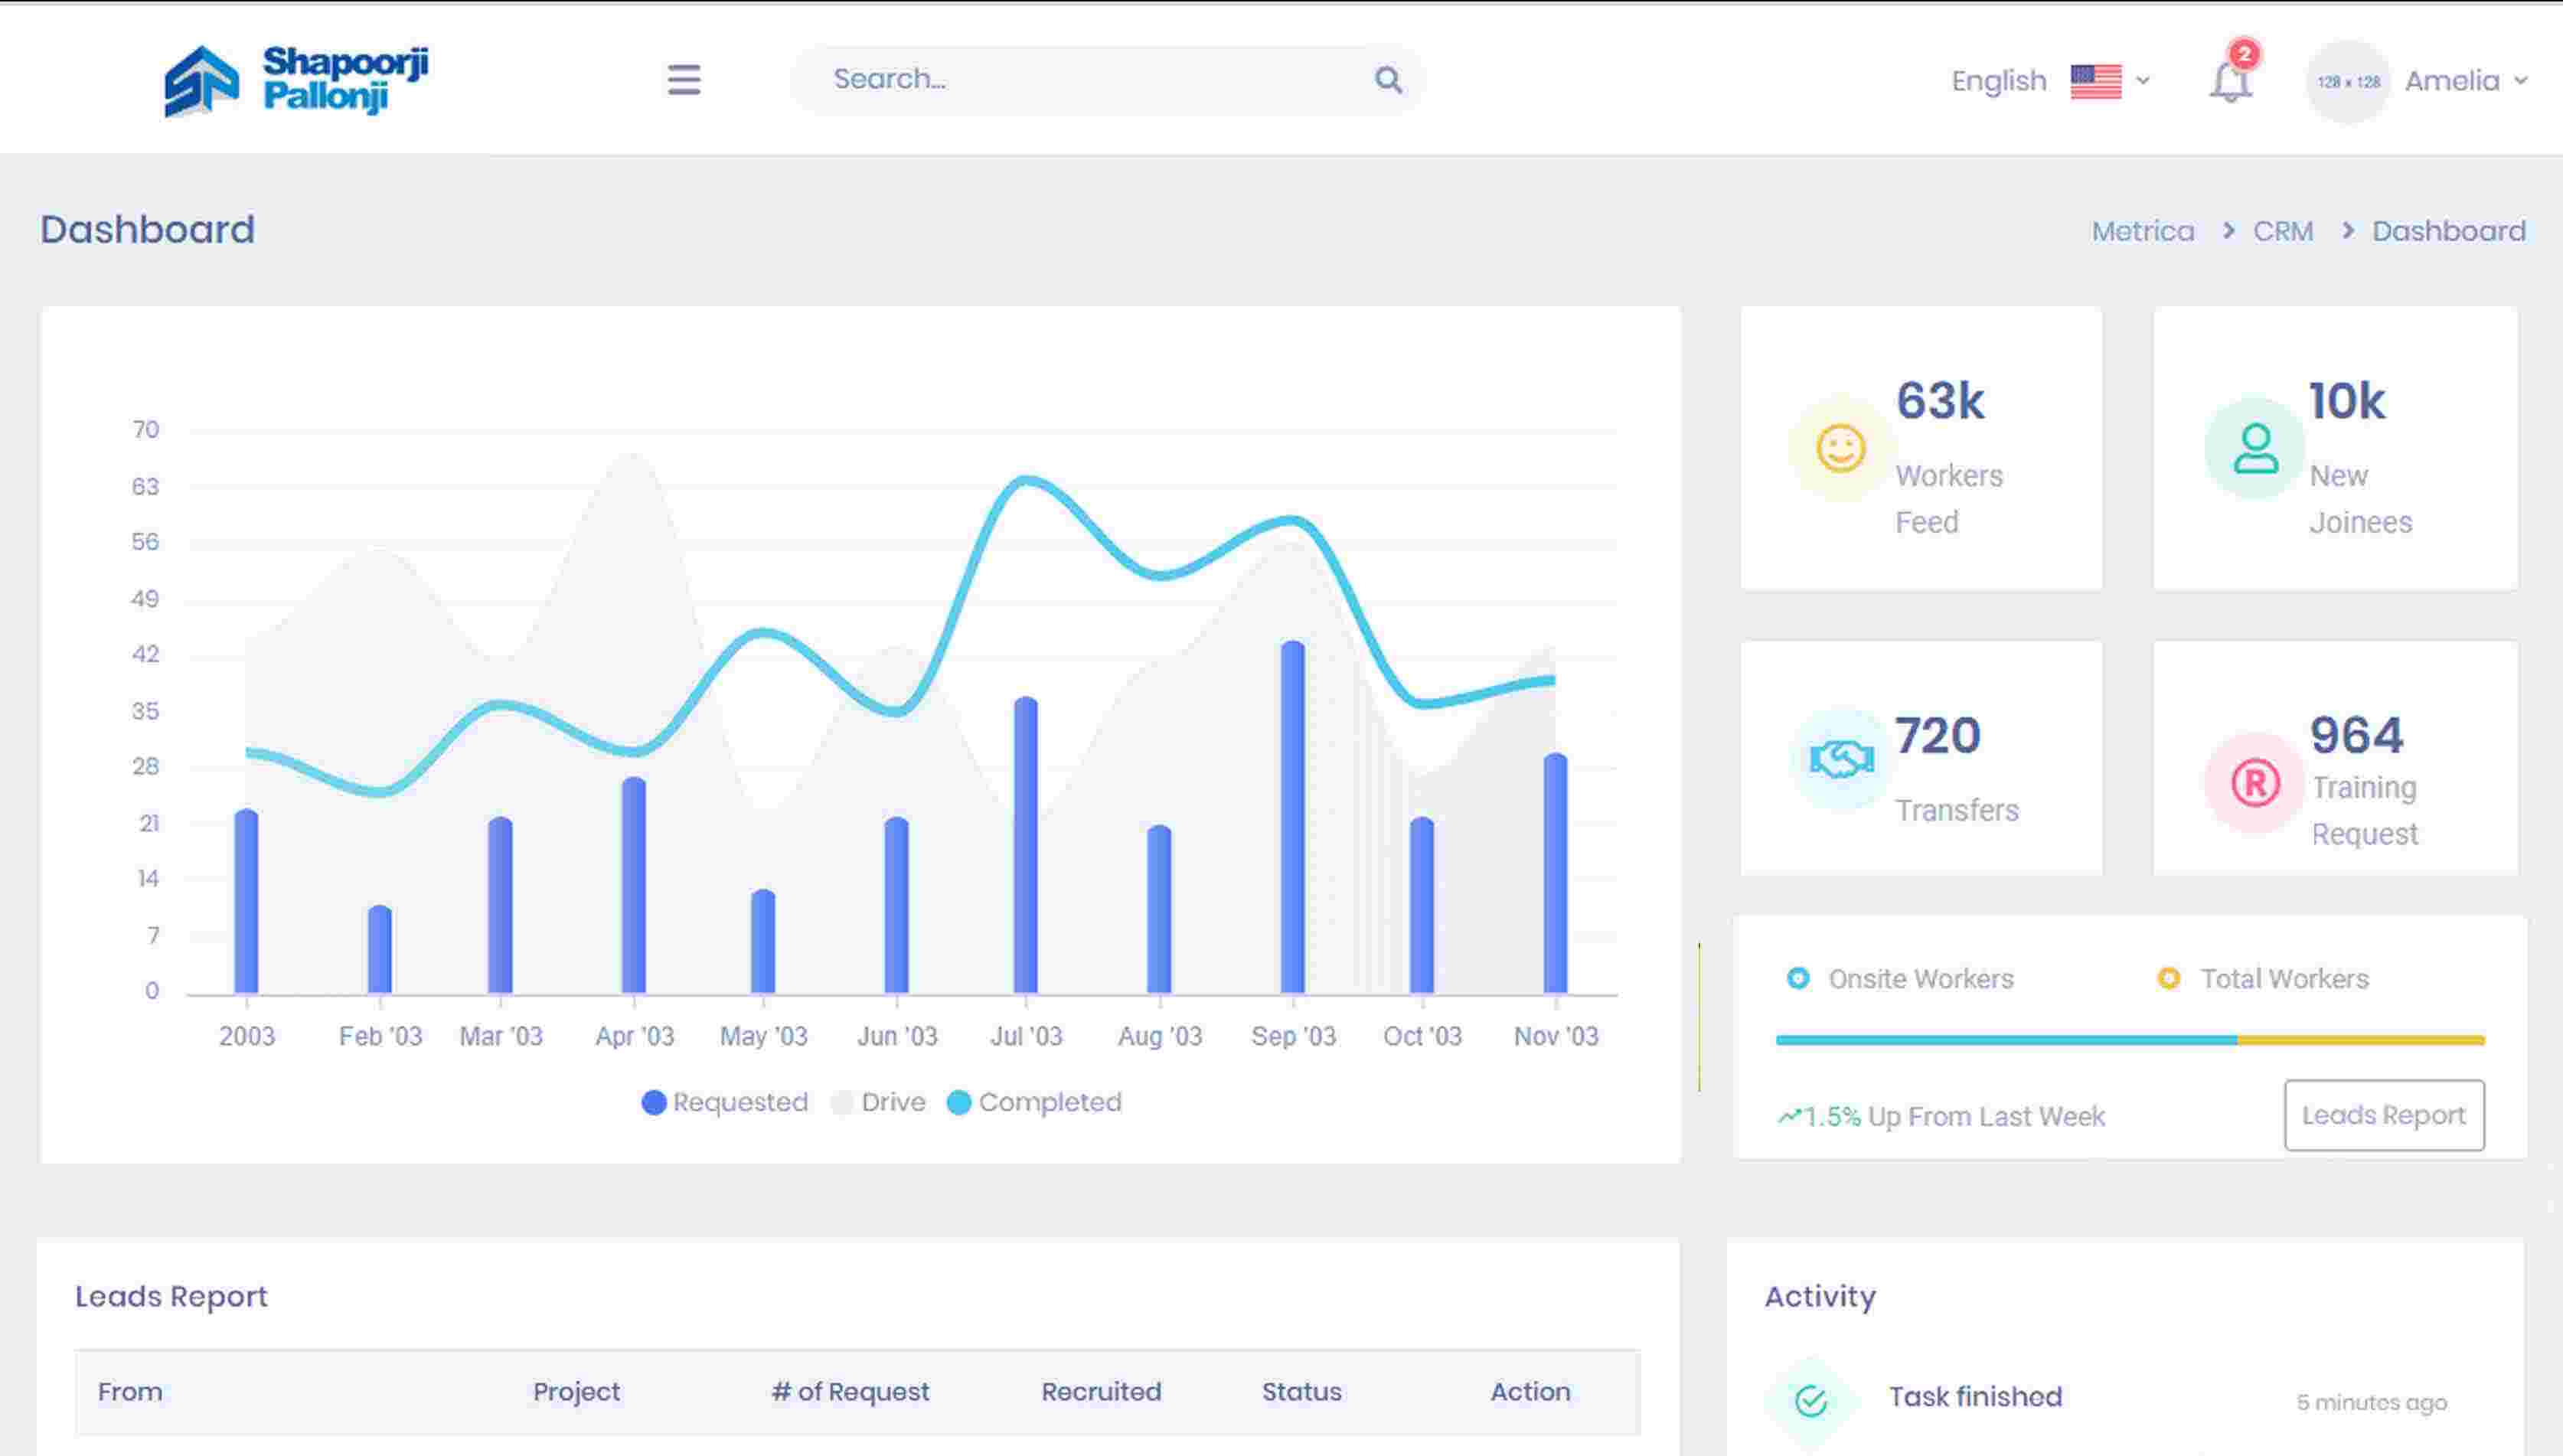 Shapoorji
Pallonji
Search...
English
2
128 x 128
Amelia
Dashboard
Metrica > CRM > Dashboard
70
63
56
49
42
35
28
21
14
7
0
2003 Feb '03 Mar '03 Apr '03 May '03 Jun '03 Jul '03 Aug '03 Sep '03 Oct '03 Nov '03
Requested Drive Completed
63k
Workers
Feed
10k
New
Joinees
720
Transfers
R
964
Training
Request
Onsite Workers Total Workers
1.5% Up From Last Week
Leads Report
Leads Report
From Project # of Request Recruited Status Action
Activity
Task finished 5 minutes ago